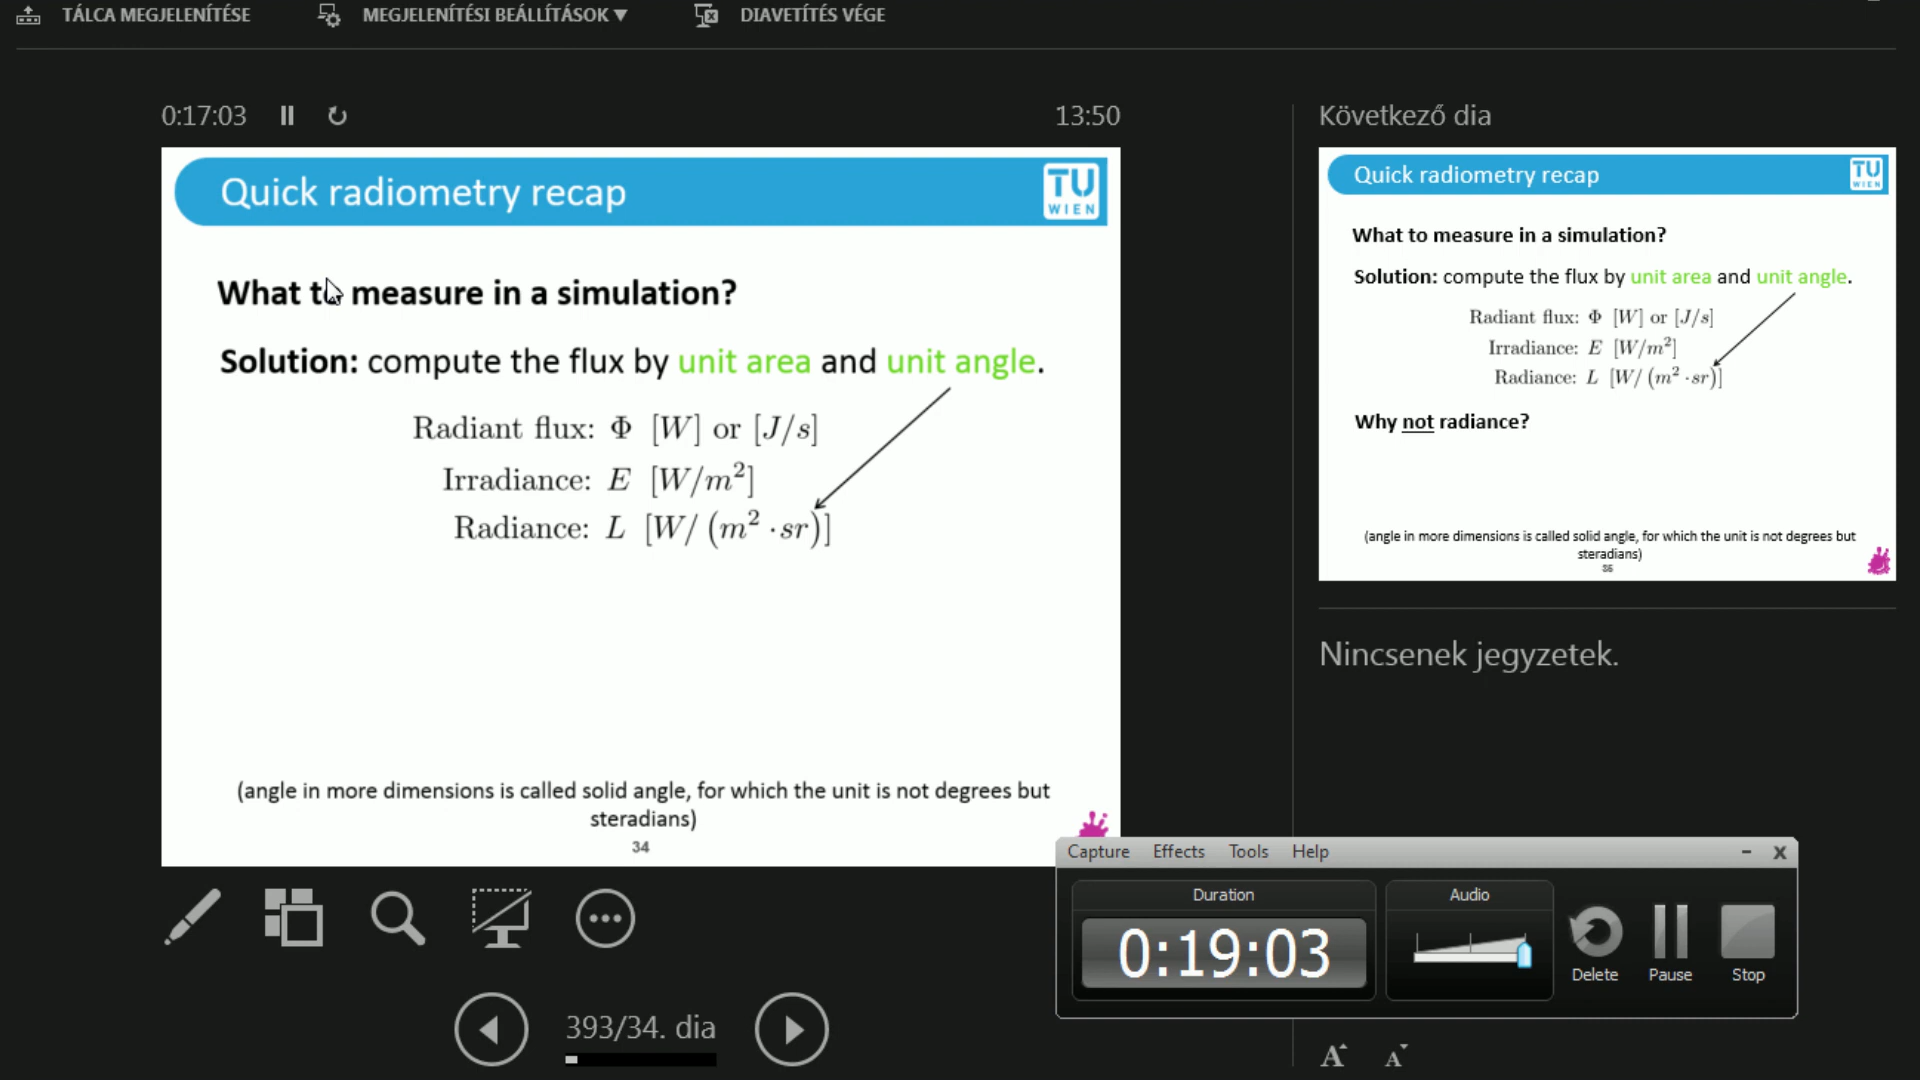 TÁLCA MEGJELENÍTÉSE
MEGJELENÍTÉSI BEÁLLÍTÁSOK ▼
DIAVETÍTÉS VÉGE
0:17:03
13:50
Quick radiometry recap
TU
WIEN
What to measure in a simulation?
Solution: compute the flux by unit area and unit angle.
Radiant flux: Φ [W] or [J/s]
Irradiance: E [W/m²]
Radiance: L [W/ (m² · sr)]
(angle in more dimensions is called solid angle, for which the unit is not degrees but
steradians)
34
Következő dia
Quick radiometry recap
TU
WIEN
What to measure in a simulation?
Solution: compute the flux by unit area and unit angle.
Radiant flux: Φ [W] or [J/s]
Irradiance: E [W/m²]
Radiance: L [W/ (m² · sr)]
Why not radiance?
(angle in more dimensions is called solid angle, for which the unit is not degrees but
steradians)
35
Nincsenek jegyzetek.
Capture Effects Tools Help
Duration
0:19:03
Audio
Delete
Pause
Stop
393/34. dia
A A